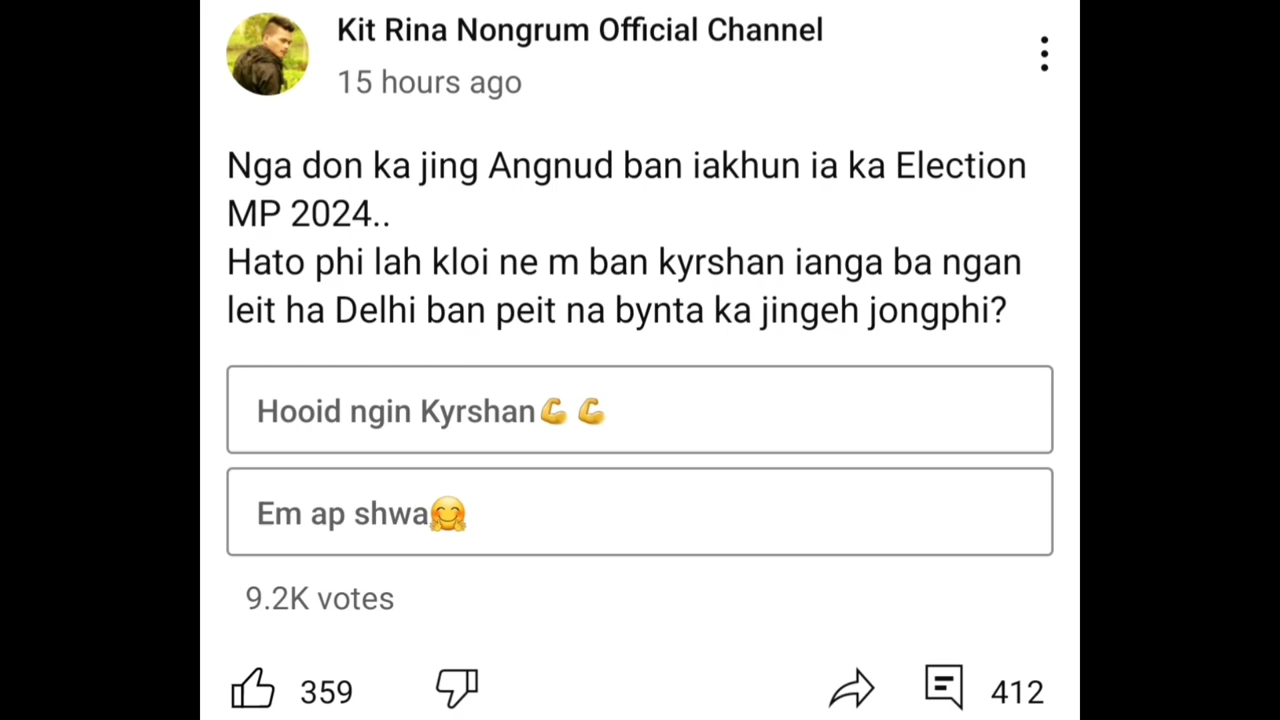 Kit Rina Nongrum Official Channel
15 hours ago
Nga don ka jing Angnud ban iakhun ia ka Election
MP 2024..
Hato phi lah kloi ne m ban kyrshan ianga ba ngan
leit ha Delhi ban peit na bynta ka jingeh jongphi?
Hooid ngin Kyrshan💪 💪
Em ap shwa🤗
9.2K votes
359
412